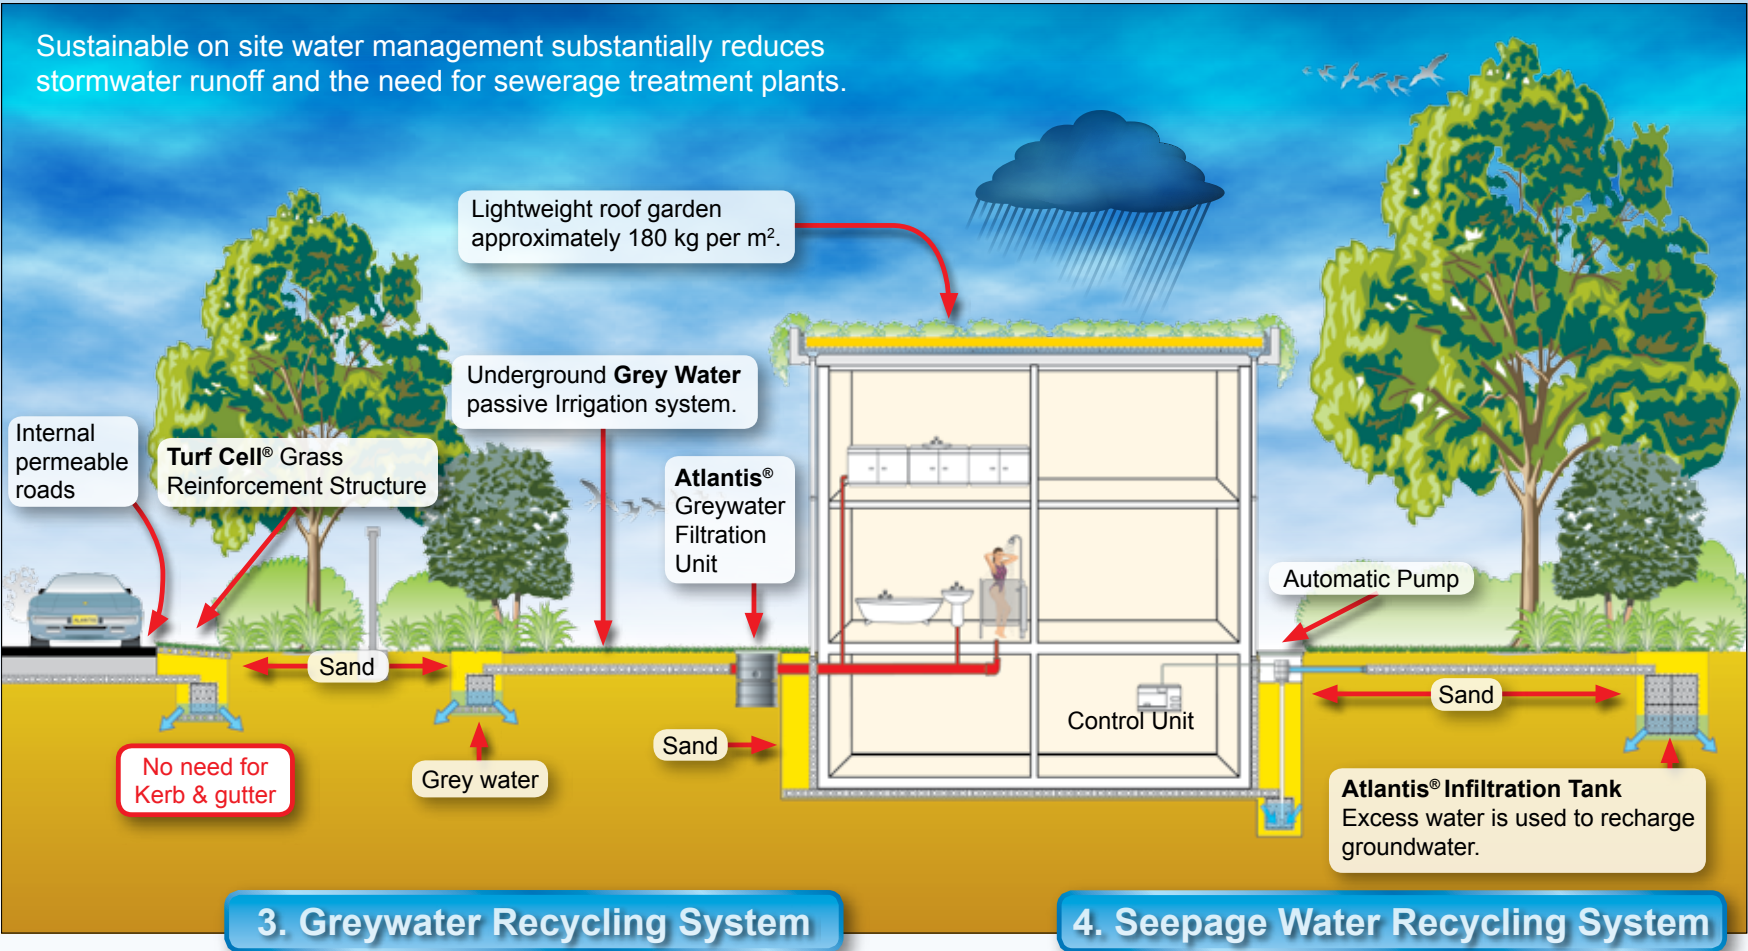 Sustainable on site water management substantially reduces
stormwater runoff and the need for sewerage treatment plants.
Lightweight roof garden
approximately 180 kg per m².
Underground Grey Water
passive Irrigation system.
Internal
permeable
roads
Turf Cell® Grass
Reinforcement Structure
Atlantis®
Greywater
Filtration
Unit
Automatic Pump
Sand
Sand
Control Unit
Sand
No need for
Kerb & gutter
Grey water
Atlantis® Infiltration Tank
Excess water is used to recharge
groundwater.
3. Greywater Recycling System
4. Seepage Water Recycling System